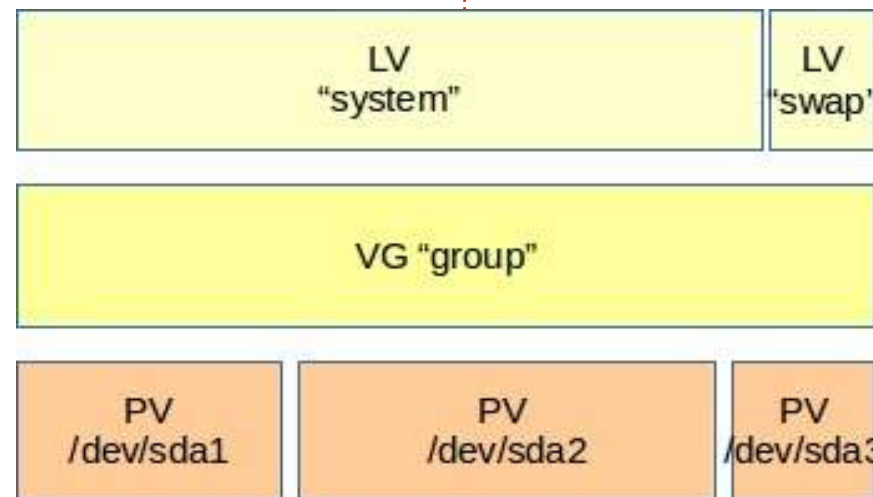 LV
“system”
LV
“swap”
VG “group”
PV
/dev/sda1
PV
/dev/sda2
PV
/dev/sda3